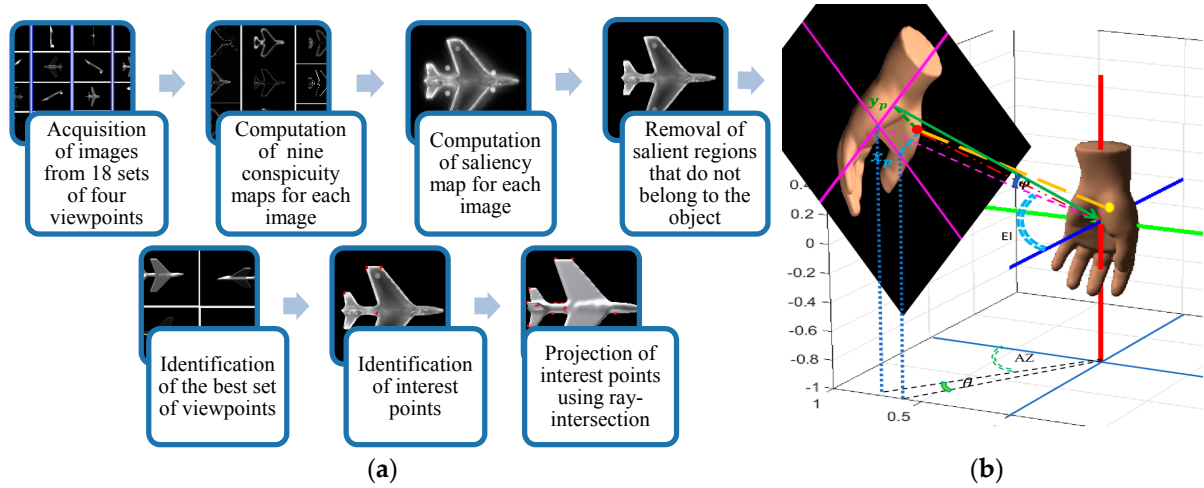 Acquisition
of images
from 18 sets
of four
viewpoints
Computation
of nine
conspicuity
maps for each
image
Computation
of saliency
map for each
image
Removal of
salient regions
that do not
belong to the
object
Identification
of the best set
of viewpoints
Identification
of interest
points
Projection of
interest points
using ray-
intersection
(a)
y_p
x_p
φ
El
AZ
θ
0.4
0.2
0
-0.2
-0.4
-0.6
-0.8
-1
1
0.5
(b)